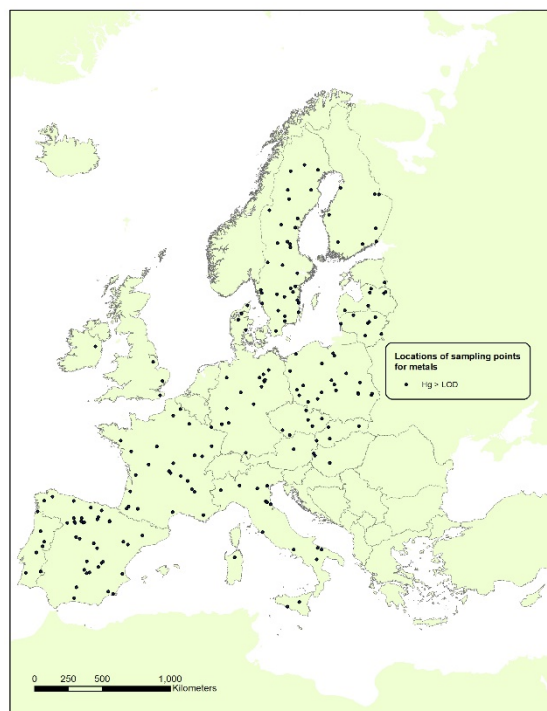 Locations of sampling points
for metals
Hg > LOD
0 250 500 1,000
Kilometers